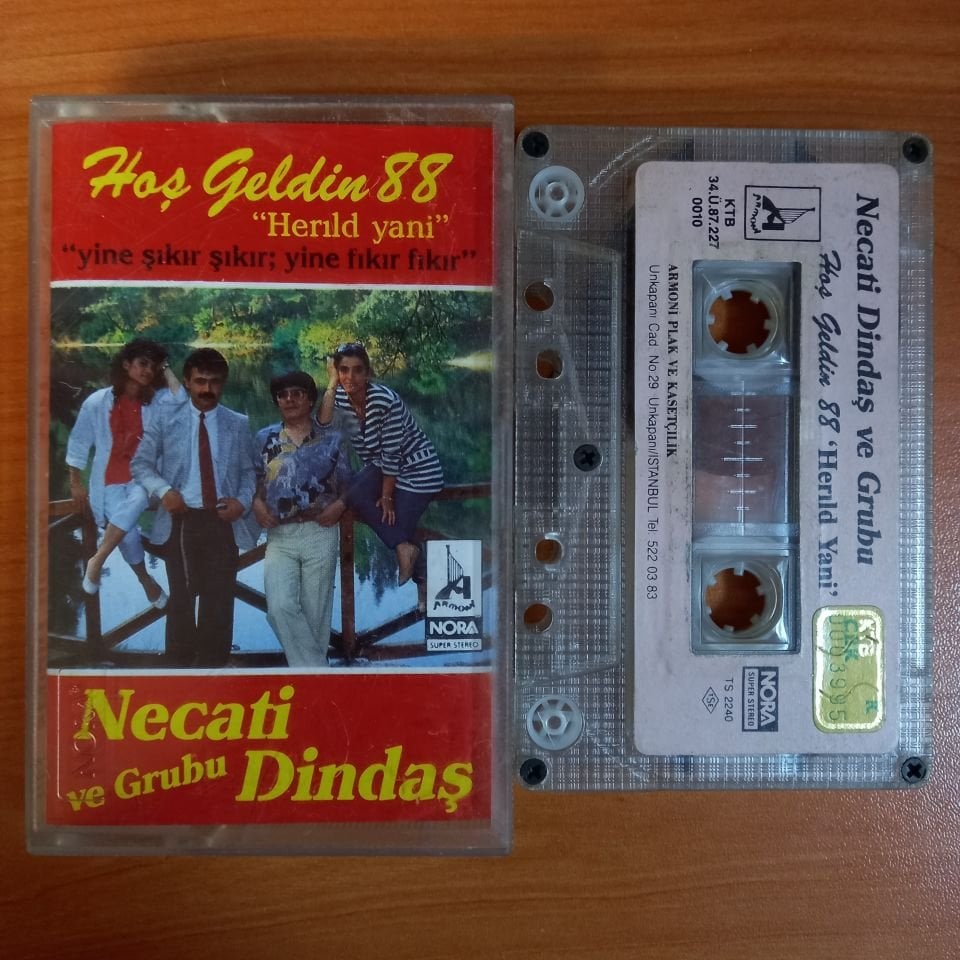 Hoş Geldin 88
“Herıld yani”
“yine şıkır şıkır; yine fıkır fıkır”
ARMONİ
NORA
SUPER STEREO
Necati
ve Grubu Dindaş
Necati Dindaş ve Grubu
Hoş Geldin 88 ‘Herıld Yani’
ARMONİ
KTB
34.Ü.87.227
0010
ARMONİ PLAK VE KASETÇİLİK
Unkapanı Cad. No 29 Unkapanı/İSTANBUL Tel: 522 03 83
NORA
SUPER STEREO
TS 2240
TSE